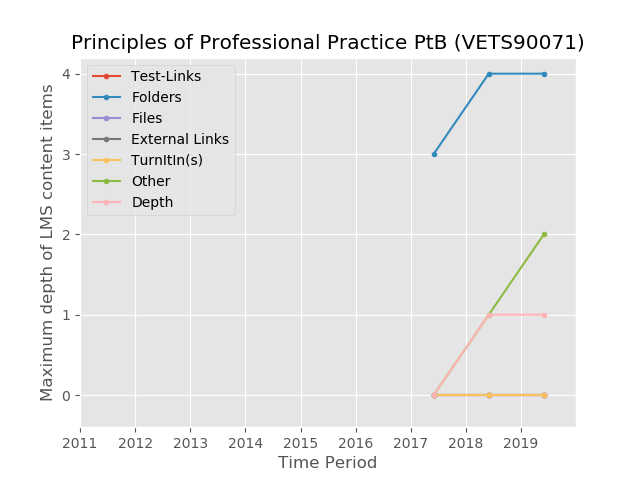 Principles of Professional Practice PtB (VETS90071)
Maximum depth of LMS content items
4
3
2
1
0
Test-Links
Folders
Files
External Links
TurnItIn(s)
Other
Depth
2011 2012 2013 2014 2015 2016 2017 2018 2019
Time Period